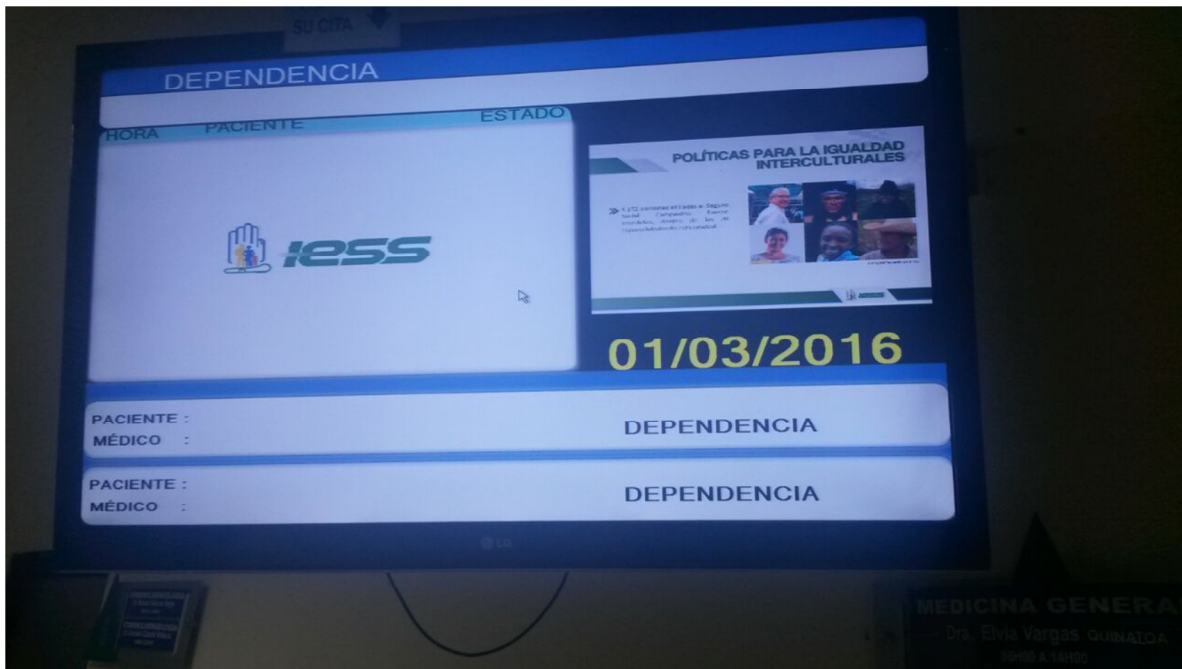 SU CITA
DEPENDENCIA
HORA PACIENTE ESTADO
iess
POLÍTICAS PARA LA IGUALDAD
INTERCULTURALES
01/03/2016
PACIENTE :
MÉDICO :
DEPENDENCIA
PACIENTE :
MÉDICO :
DEPENDENCIA
LG
MEDICINA GENERA
Dra. Elvia Vargas QUINATOA